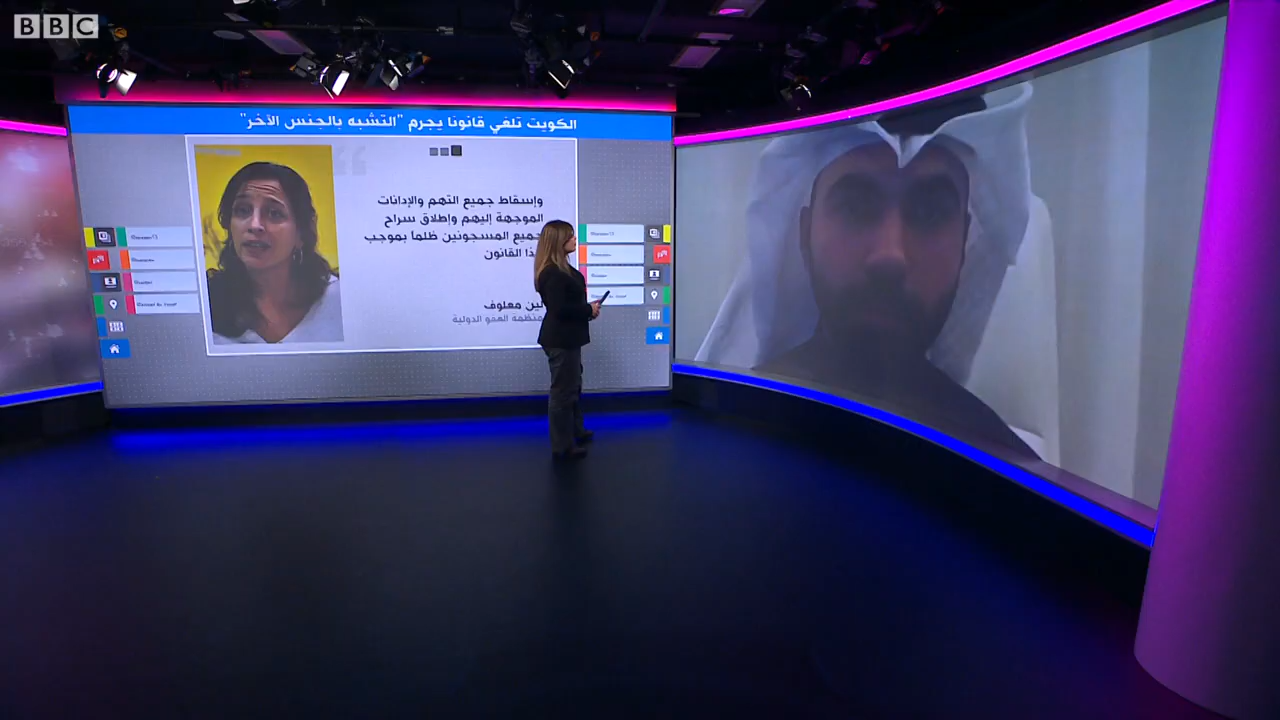 BBC
الكويت تلغي قانونا يجرم "التشبه بالجنس الآخر"
وإسقاط جميع التهم والإدانات
الموجهة إليهم وإطلاق سراح
جميع المسجونين ظلماً بموجب
هذا القانون
لين معلوف
منظمة العفو الدولية